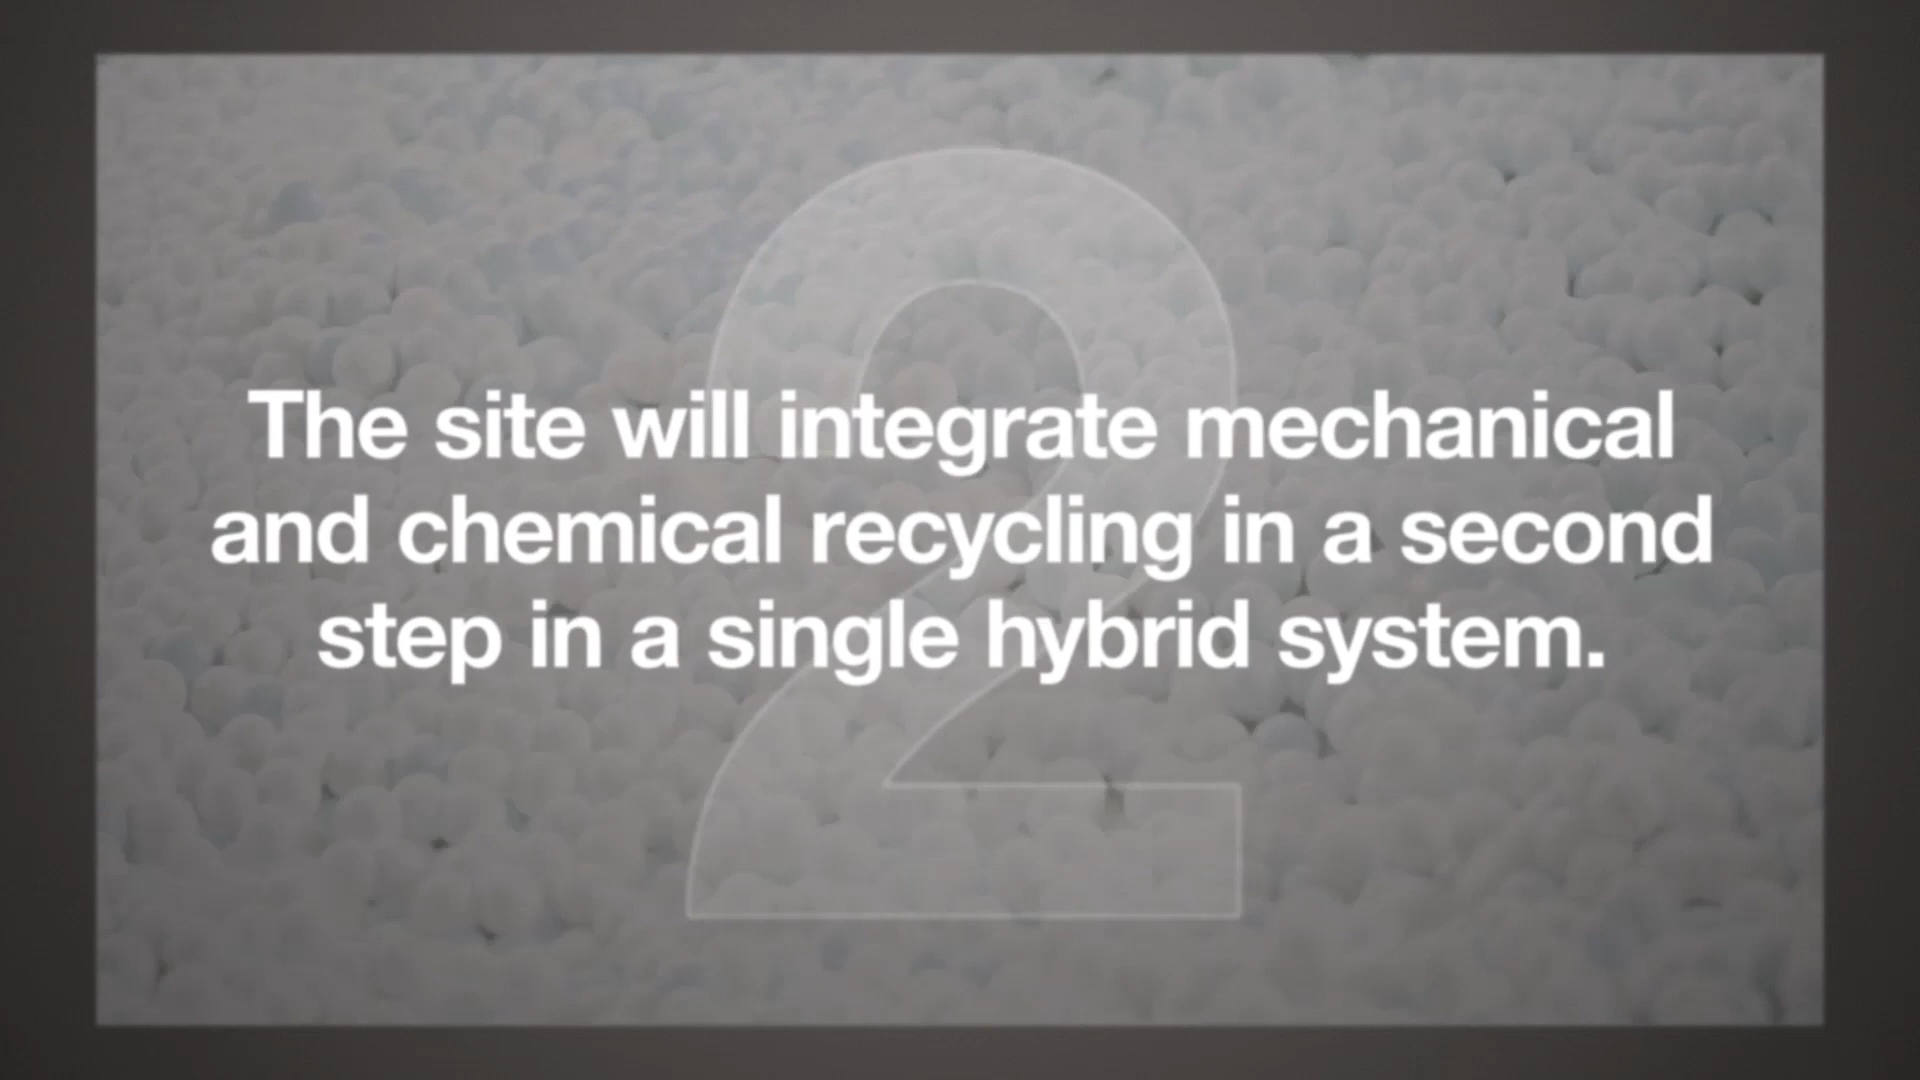 2
The site will integrate mechanical
and chemical recycling in a second
step in a single hybrid system.